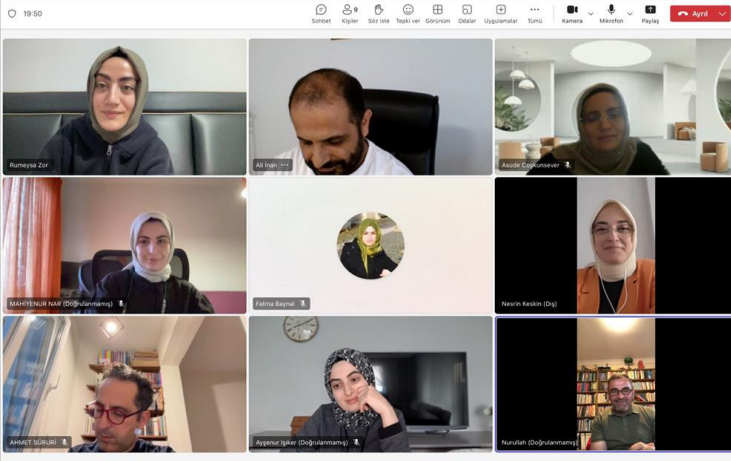 19:50
9
Sohbet
Kişiler
Söz iste
Tepki ver
Görünüm
Odalar
Uygulamalar
Tümü
Kamera
Mikrofon
Paylaş
Ayrıl
Rumeysa Zor
Ali İnan ...
Asude Coşkunsever
MAHİYENUR NAR (Doğrulanmamış)
Fatma Baynal
Nesrin Keskin (Dış)
AHMET SÜRURİ
Ayşenur Işıker (Doğrulanmamış)
Nurullah (Doğrulanmamış)